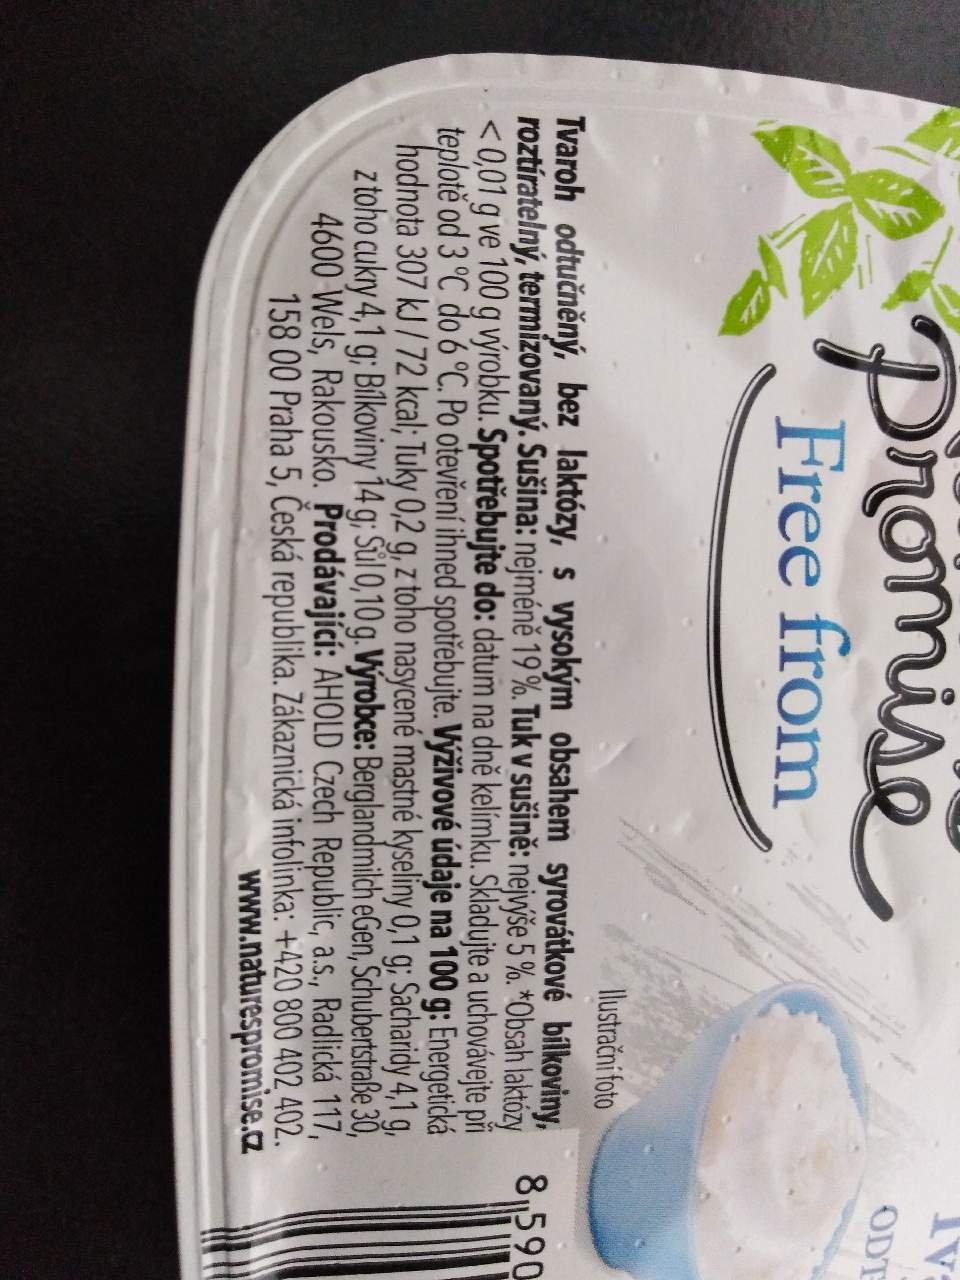 Promise
Free from
Ilustrační foto
Tvaroh odtučněný, bez laktózy, s vysokým obsahem syrovátkové bílkoviny,
roztíratelný, termizovaný. Sušina: nejméně 19 %. Tuk v sušině: nejvýše 5 %. *Obsah laktózy
< 0,01 g ve 100 g výrobku. Spotřebujte do: datum na dně kelímku. Skladujte a uchovávejte při
teplotě od 3 °C do 6 °C. Po otevření ihned spotřebujte. Výživové údaje na 100 g: Energetická
hodnota 307 kJ / 72 kcal; Tuky 0,2 g, z toho nasycené mastné kyseliny 0,1 g; Sacharidy 4,1 g,
z toho cukry 4,1 g; Bílkoviny 14 g; Sůl 0,10 g. Výrobce: Berglandmilch eGen, Schubertstraße 30,
4600 Wels, Rakousko. Prodávající: AHOLD Czech Republic, a.s., Radlická 117,
158 00 Praha 5, Česká republika. Zákaznická infolinka: +420 800 402 402.
www.naturespromise.cz
8 590